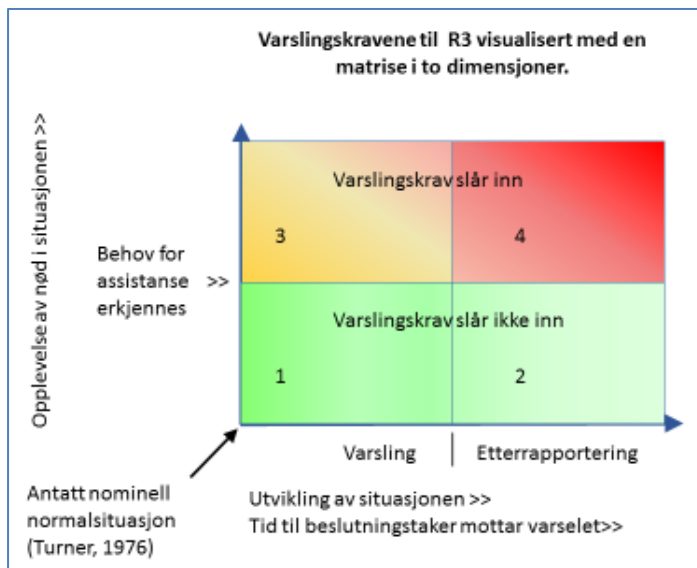 Varslingskravene til R3 visualisert med en
matrise i to dimensjoner.
Opplevelse av nød i situasjonen >>
Varslingskrav slår inn
3
4
Behov for
assistanse >>
erkjennes
Varslingskrav slår ikke inn
1
2
Varsling
Etterrapportering
Antatt nominell
normalsituasjon
(Turner, 1976)
Utvikling av situasjonen >>
Tid til beslutningstaker mottar varselet>>